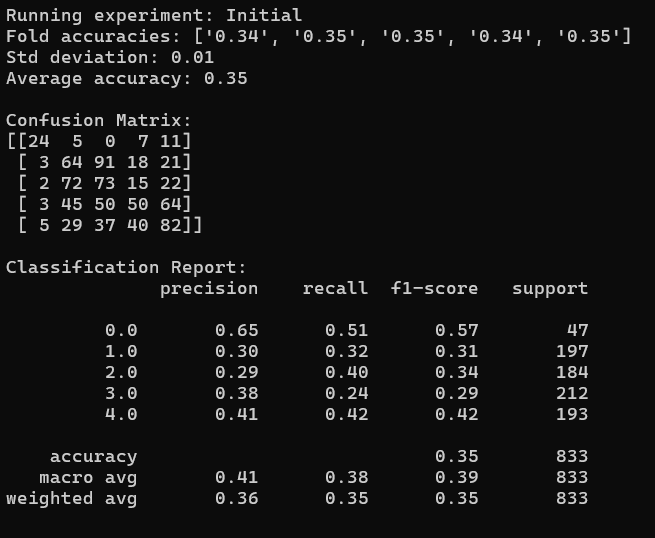 Running experiment: Initial
Fold accuracies: ['0.34', '0.35', '0.35', '0.34', '0.35']
Std deviation: 0.01
Average accuracy: 0.35
Confusion Matrix:
[[24  5  0  7 11]
 [ 3 64 91 18 21]
 [ 2 72 73 15 22]
 [ 3 45 50 50 64]
 [ 5 29 37 40 82]]
Classification Report:
              precision    recall  f1-score   support
         0.0       0.65      0.51      0.57        47
         1.0       0.30      0.32      0.31       197
         2.0       0.29      0.40      0.34       184
         3.0       0.38      0.24      0.29       212
         4.0       0.41      0.42      0.42       193
    accuracy                           0.35       833
   macro avg       0.41      0.38      0.39       833
weighted avg       0.36      0.35      0.35       833